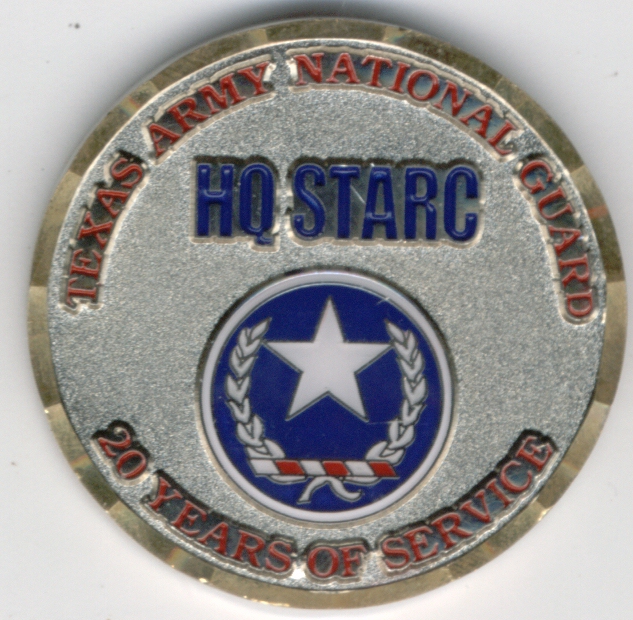 TEXAS ARMY NATIONAL GUARD
HQ STARC
20 YEARS OF SERVICE